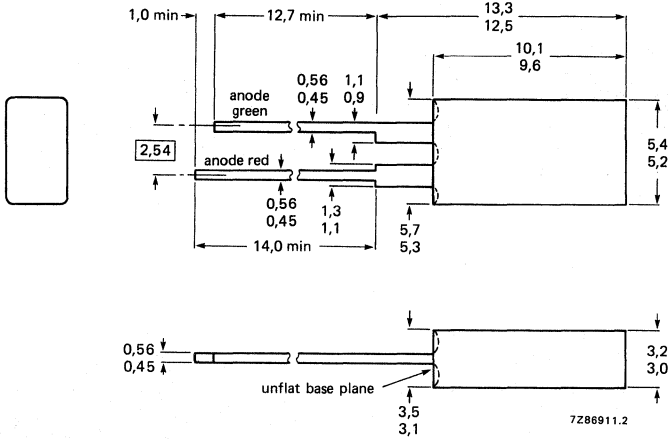 1,0 min
12,7 min
13,3
12,5
10,1
9,6
anode
green
0,56
0,45
1,1
0,9
2,54
anode red
5,4
5,2
0,56
0,45
1,3
1,1
5,7
5,3
14,0 min
0,56
0,45
3,2
3,0
unflat base plane
3,5
3,1
7Z86911.2